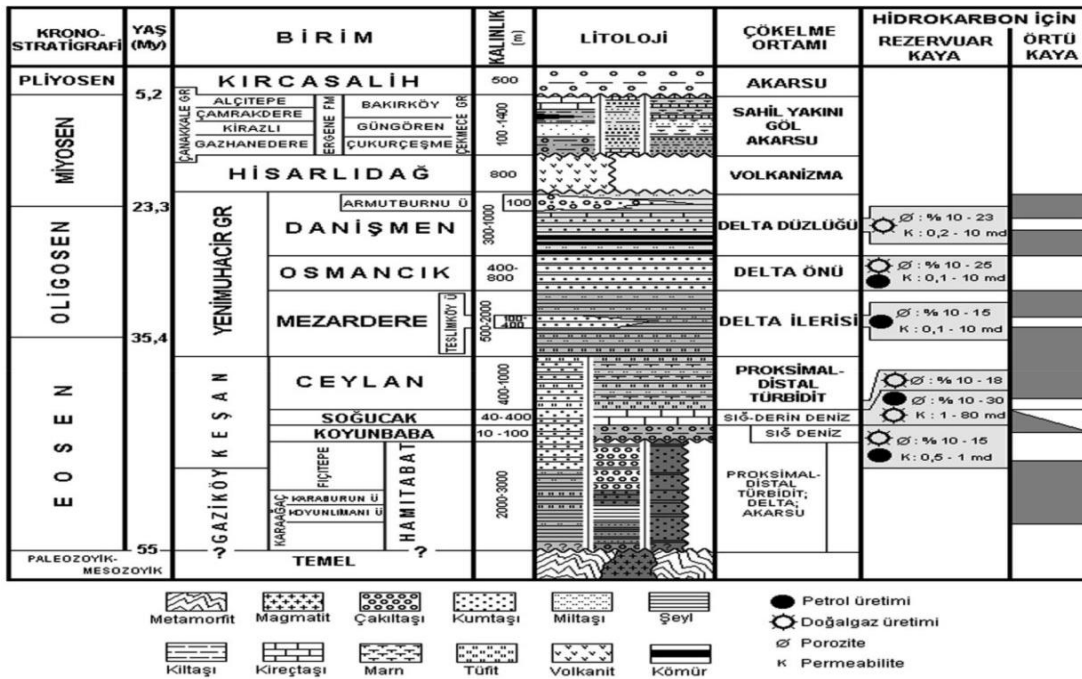 KRONO-
STRATİGRAFİ
YAŞ
(My)
BİRİM
KALINLIK
(m)
LİTOLOJİ
ÇÖKELME
ORTAMI
HİDROKARBON İÇİN
REZERVUAR
KAYA
ÖRTÜ
KAYA
PLİYOSEN
5,2
KIRCASALİH
500
AKARSU
MİYOSEN
ÇANAKKALE GR
ALÇITEPE
ÇAMRAKDERE
KİRAZLI
GAZHANEDERE
ERGENE FM
BAKIRKÖY
GÜNGÖREN
ÇUKURÇEŞME
ÇEKMECE GR
100-1400
SAHİL YAKINI
GÖL
AKARSU
HİSARLIDAĞ
800
VOLKANİZMA
23,3
OLİGOSEN
YENİMUHACİR GR
ARMUTBURNU Ü
100
DANİŞMEN
300-1000
DELTA DÜZLÜĞÜ
Ø : %o 10 - 23
K : 0,2 - 10 md
OSMANCIK
400-
800
DELTA ÖNÜ
Ø : %o 10 - 25
K : 0,1 - 10 md
MEZARDERE
TESLİMKÖY Ü
500-2000
100-
400
DELTA İLERİSİ
Ø : %o 10 - 15
K : 0,1 - 10 md
35,4
EOSEN
KEŞAN
CEYLAN
400-1000
PROKSİMAL-
DİSTAL
TÜRBİDİT
Ø : %o 10 - 18
Ø : %o 10 - 30
K : 1 - 80 md
SOĞUCAK
40-400
SIĞ-DERİN DENİZ
KOYUNBABA
10 -100
SIĞ DENİZ
Ø : %o 10 - 15
K : 0,5 - 1 md
GAZİKÖY
FIÇITEPE
KARAAĞAÇ
KARABURUN Ü
KOYUNLİMANI Ü
HAMITABAT
2000-3000
PROKSİMAL-
DİSTAL
TÜRBİDİT;
DELTA;
AKARSU
55
?
?
PALEOZOYİK-
MESOZOYİK
TEMEL
Metamorfit
Magmatit
Çakıltaşı
Kumtaşı
Miltaşı
Şeyl
Kiltaşı
Kireçtaşı
Marn
Tüfit
Volkanit
Kömür
Petrol üretimi
Doğalgaz üretimi
Ø Porozite
K Permeabilite